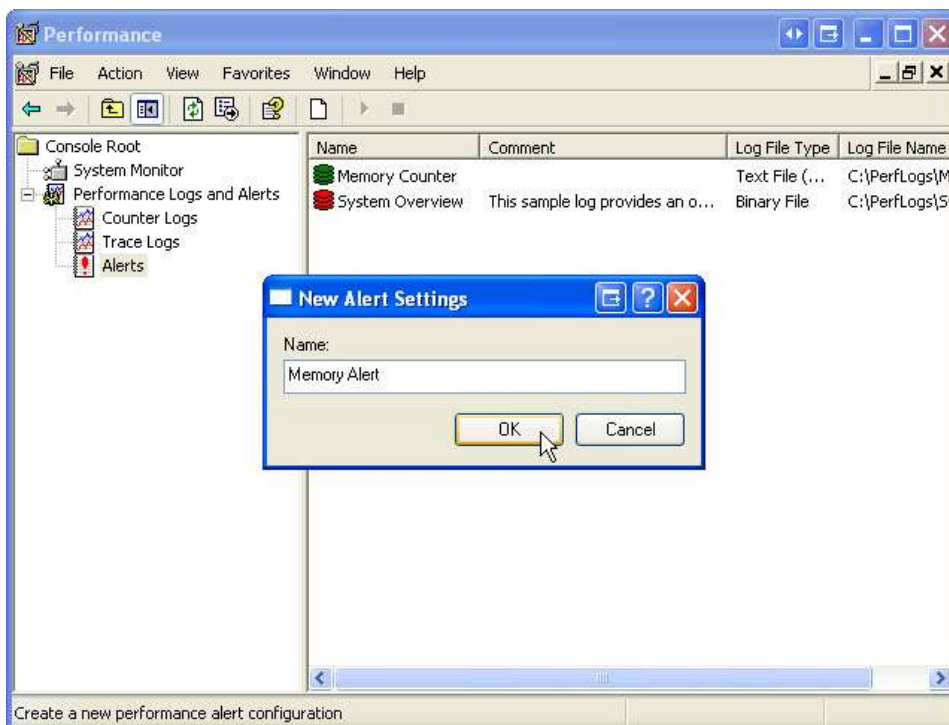 Performance
File Action View Favorites Window Help
Console Root
System Monitor
Performance Logs and Alerts
Counter Logs
Trace Logs
Alerts
Name Comment Log File Type Log File Name
Memory Counter Text File (... C:\PerfLogs\M
System Overview This sample log provides an o... Binary File C:\PerfLogs\S
New Alert Settings
Name:
Memory Alert
OK Cancel
Create a new performance alert configuration